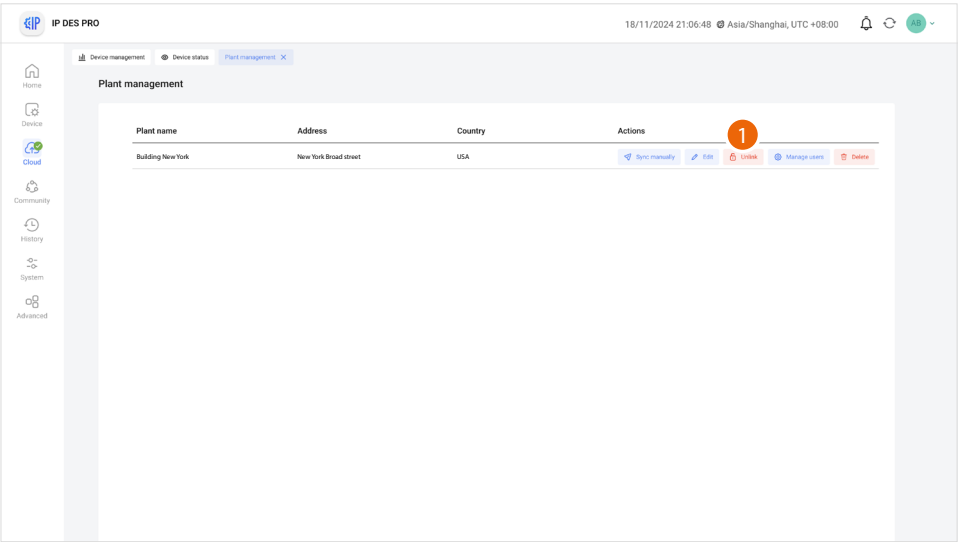 IP DES PRO
18/11/2024 21:06:48 Asia/Shanghai, UTC +08:00
AB
Device management Device status Plant management
Home
Device
Cloud
Community
History
System
Advanced
Plant management
Plant name Address Country Actions
1
Building New York New York Broad street USA Sync manually Edit Unlink Manage users Delete